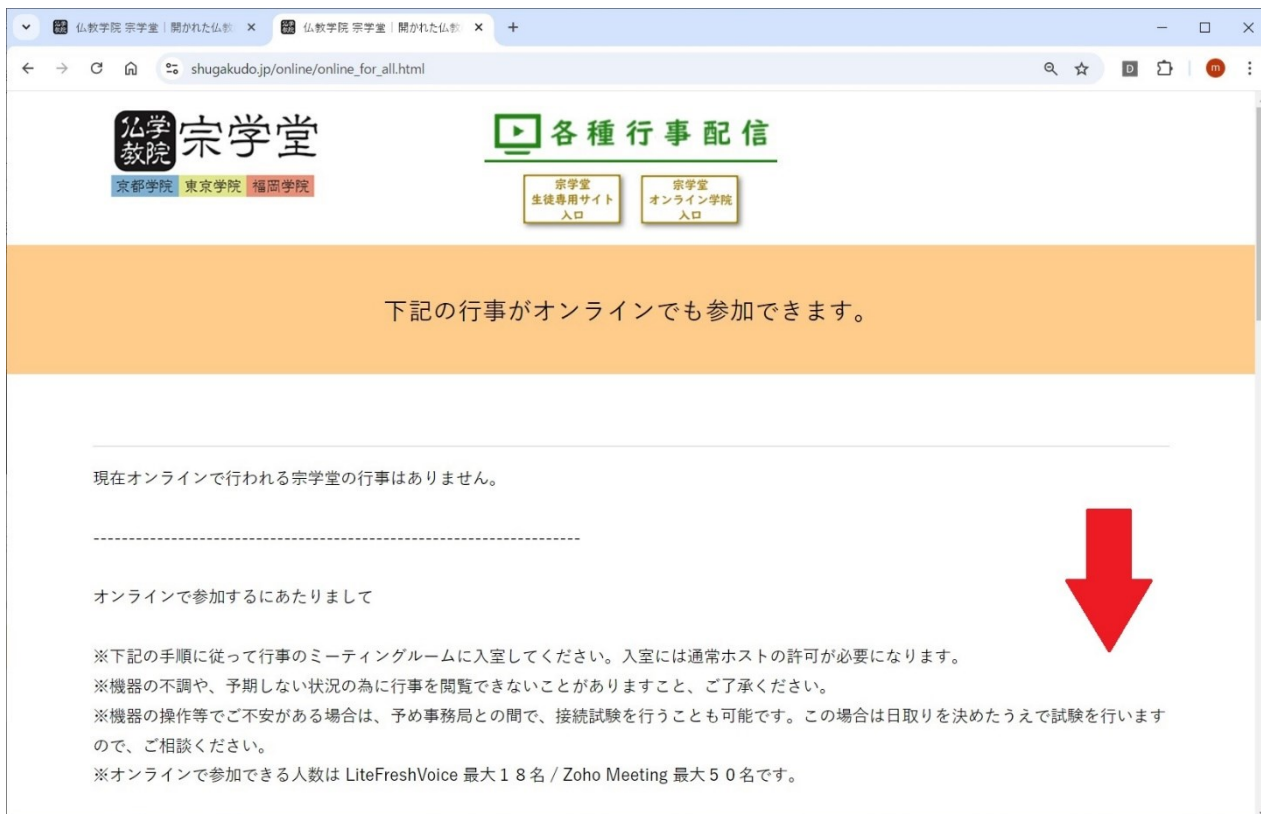 仏教学院 宗学堂｜開かれた仏教
仏教学院 宗学堂｜開かれた仏教
shugakudo.jp/online/online_for_all.html
D
m
仏教学院 宗学堂
京都学院 東京学院 福岡学院
各種行事配信
宗学堂
生徒専用サイト
入口
宗学堂
オンライン学院
入口
下記の行事がオンラインでも参加できます。
現在オンラインで行われる宗学堂の行事はありません。
---------------------------------------------------------------------
オンラインで参加するにあたりまして
※下記の手順に従って行事のミーティングルームに入室してください。入室には通常ホストの許可が必要になります。
※機器の不調や、予期しない状況の為に行事を閲覧できないことがありますこと、ご了承ください。
※機器の操作等でご不安がある場合は、予め事務局との間で、接続試験を行うことも可能です。この場合は日取りを決めたうえで試験を行います
ので、ご相談ください。
※オンラインで参加できる人数は LiteFreshVoice 最大１８名 / Zoho Meeting 最大５０名です。